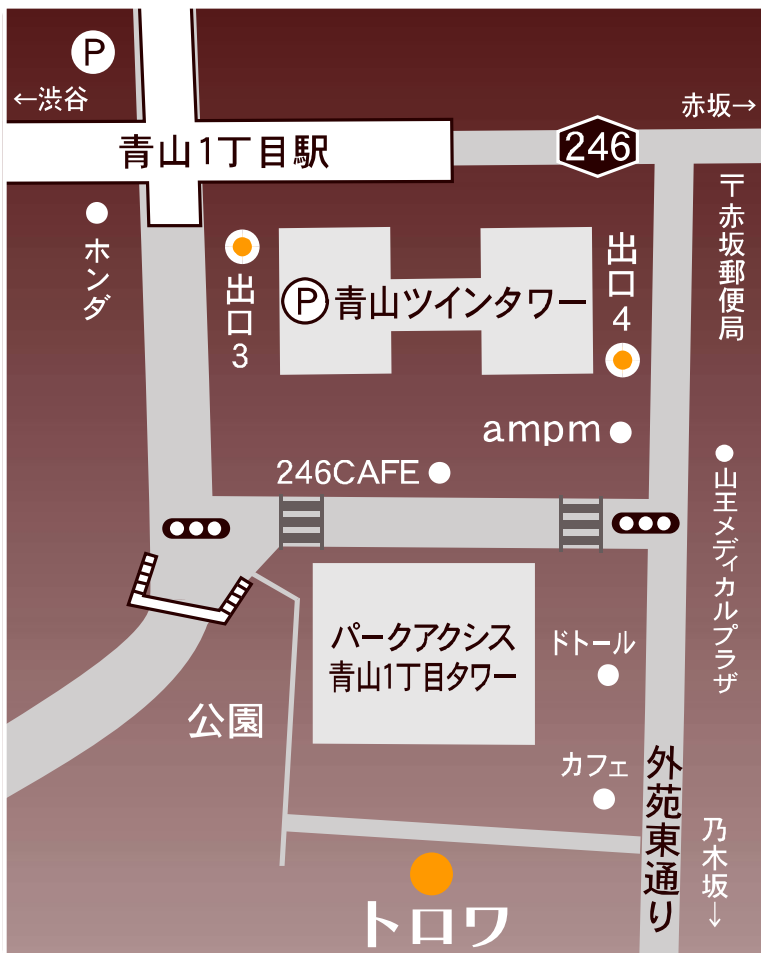 P
←渋谷
赤坂→
青山1丁目駅
246
〒赤坂郵便局
ホンダ
出口3
P 青山ツインタワー
出口4
ampm
246CAFE
山王メディカルプラザ
パークアクシス
青山1丁目タワー
ドトール
公園
カフェ
外苑東通り
乃木坂→
トロワ